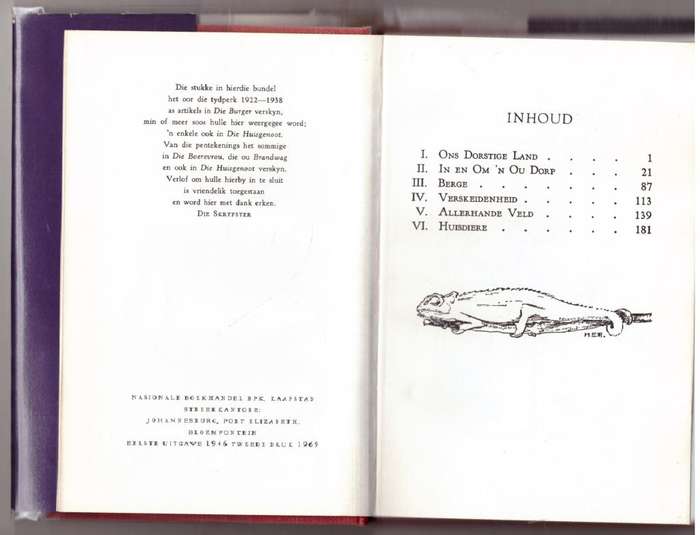 Die stukke in hierdie bundel
het oor die tydperk 1922—1938
as artikels in Die Burger verskyn,
min of meer soos hulle hier weergegee word;
'n enkele ook in Die Huisgenoot.
Van die pentekenings het sommige
in Die Boerevrou, die ou Brandwag
en ook in Die Huisgenoot verskyn.
Verlof om hulle hierby in te sluit
is vriendelik toegestaan
en word hier met dank erken.
Die Skryfster
NASIONALE BOEKHANDEL BPK. KAAPSTAD
STREEKKANTORE:
JOHANNESBURG, PORT ELIZABETH,
BLOEMFONTEIN
EERSTE UITGAWE 1946 TWEEDE DRUK 1965
INHOUD
I. Ons Dorstige Land . . . . 1
II. In en Om 'n Ou Dorp . . . 21
III. Berge . . . . . . 87
IV. Verskeidenheid . . . . . 113
V. Allerhande Veld . . . . 139
VI. Huisdiere . . . . . . 181
M.E.R.